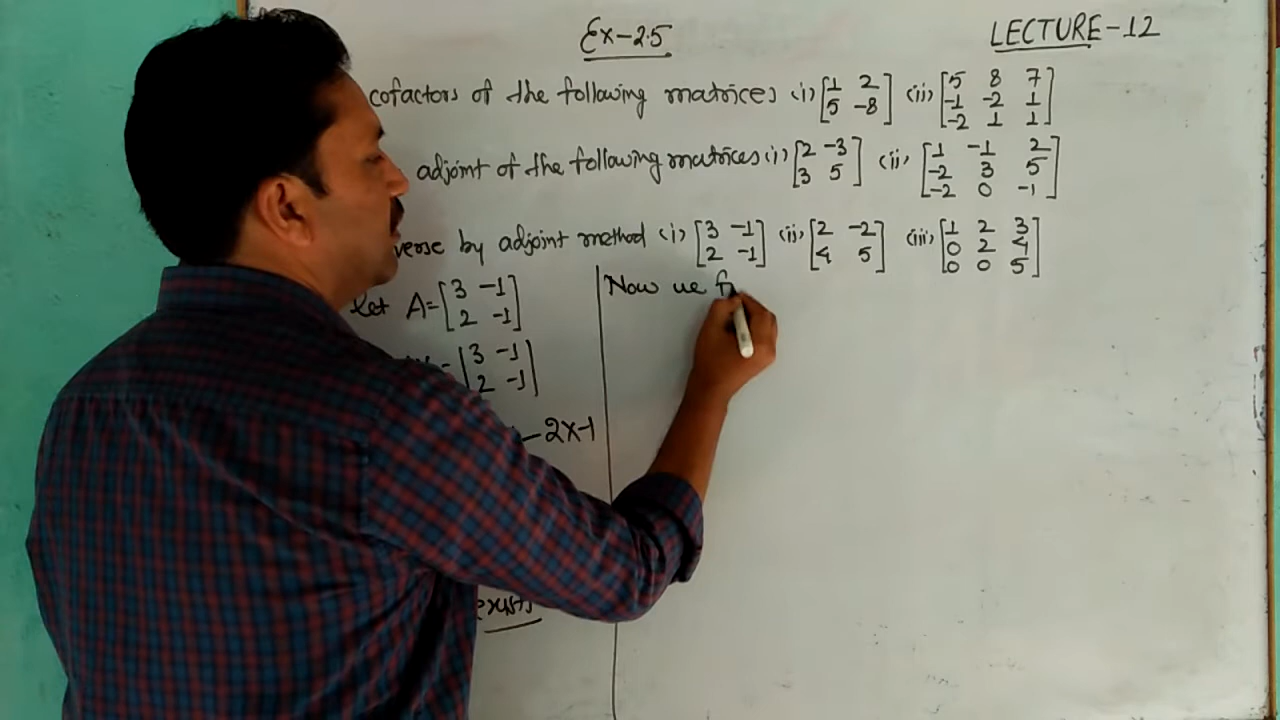 Ex-2.5
LECTURE-12
cofactors of the following matrices (i) [1 2 (ii) [5 8 7
5 -8] -1 -2 1
-2 1 1]
adjoint of the following matrices (i) [2 -3 (ii) [1 -1 2
3 5] -2 3 5
-2 0 -1]
verse by adjoint method (i) [3 -1 (ii) [2 -2 (iii) [1 2 3
2 -1] 4 5] 0 2 4
0 0 5]
let A=[3 -1
2 -1]
=|3 -1
2 -1|
-2x-1
exists
Now we f